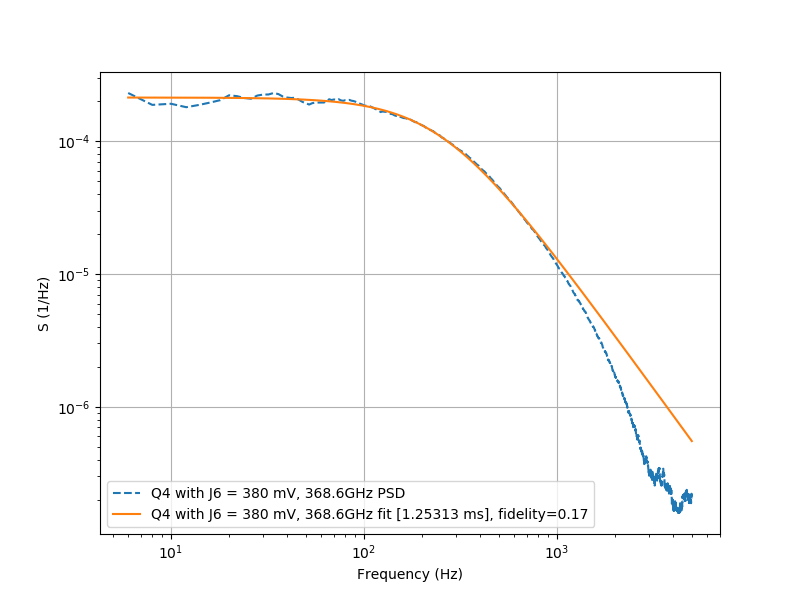 S (1/Hz)
10⁻⁴
10⁻⁵
10⁻⁶
Q4 with J6 = 380 mV, 368.6GHz PSD
Q4 with J6 = 380 mV, 368.6GHz fit [1.25313 ms], fidelity=0.17
10¹ 10² 10³
Frequency (Hz)